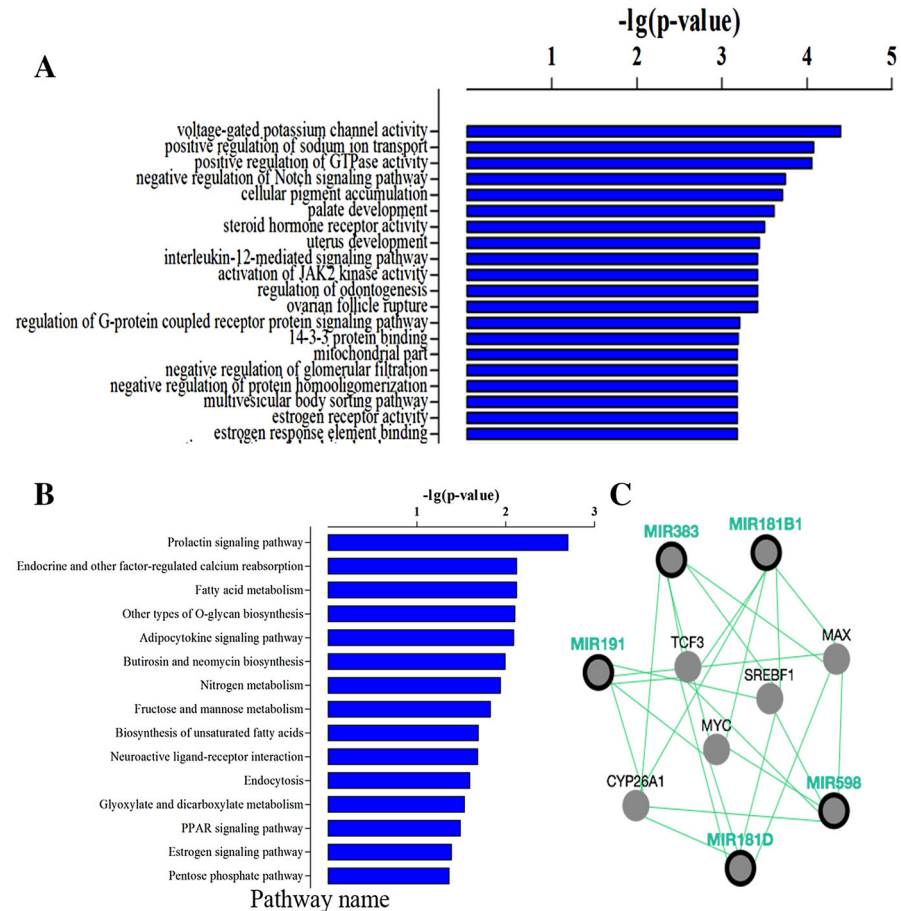 -lg(p-value)
A
1 2 3 4 5
voltage-gated potassium channel activity
positive regulation of sodium ion transport
positive regulation of GTPase activity
negative regulation of Notch signaling pathway
cellular pigment accumulation
palate development
steroid hormone receptor activity
uterus development
interleukin-12-mediated signaling pathway
activation of JAK2 kinase activity
regulation of odontogenesis
ovarian follicle rupture
regulation of G-protein coupled receptor protein signaling pathway
14-3-3 protein binding
mitochondrial part
negative regulation of glomerular filtration
negative regulation of protein homooligomerization
multivesicular body sorting pathway
estrogen receptor activity
estrogen response element binding
B
-lg(p-value)
1 2 3
Prolactin signaling pathway
Endocrine and other factor-regulated calcium reabsorption
Fatty acid metabolism
Other types of O-glycan biosynthesis
Adipocytokine signaling pathway
Butirosin and neomycin biosynthesis
Nitrogen metabolism
Fructose and mannose metabolism
Biosynthesis of unsaturated fatty acids
Neuroactive ligand-receptor interaction
Endocytosis
Glyoxylate and dicarboxylate metabolism
PPAR signaling pathway
Estrogen signaling pathway
Pentose phosphate pathway
Pathway name
C
MIR383
MIR181B1
MIR191
TCF3
MAX
SREBF1
MYC
CYP26A1
MIR598
MIR181D